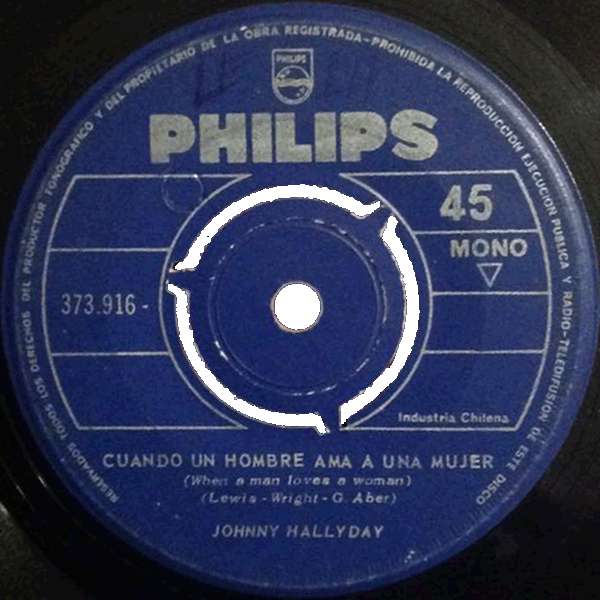 RESERVADOS TODOS LOS DERECHOS DEL PRODUCTOR FONOGRAFICO Y DEL PROPIETARIO DE LA OBRA REGISTRADA-PROHIBIDA LA REPRODUCCION EJECUCION PUBLICA Y RADIO-TELEDIFUSION DE ESTE DISCO
PHILIPS
PHILIPS
45
MONO
373.916-
Industria Chilena
CUANDO UN HOMBRE AMA A UNA MUJER
(When a man loves a woman)
(Lewis-Wright-G. Aber)
JOHNNY HALLYDAY